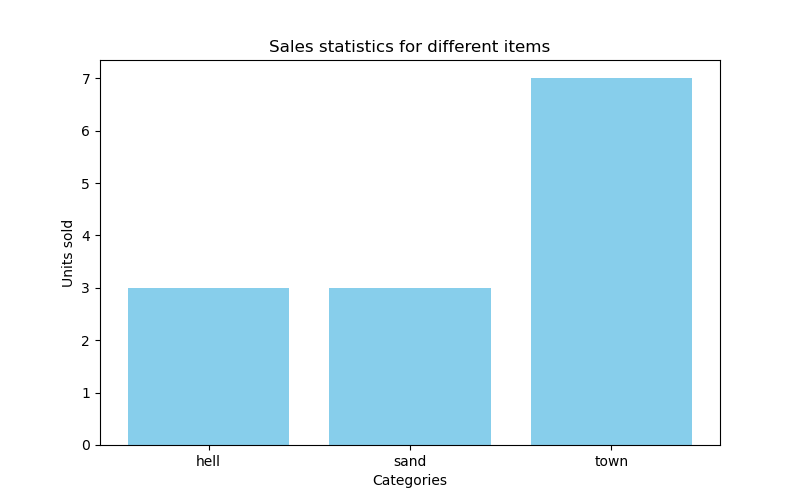 Sales statistics for different items
7
6
5
4
3
2
1
0
Units sold
hell sand town
Categories